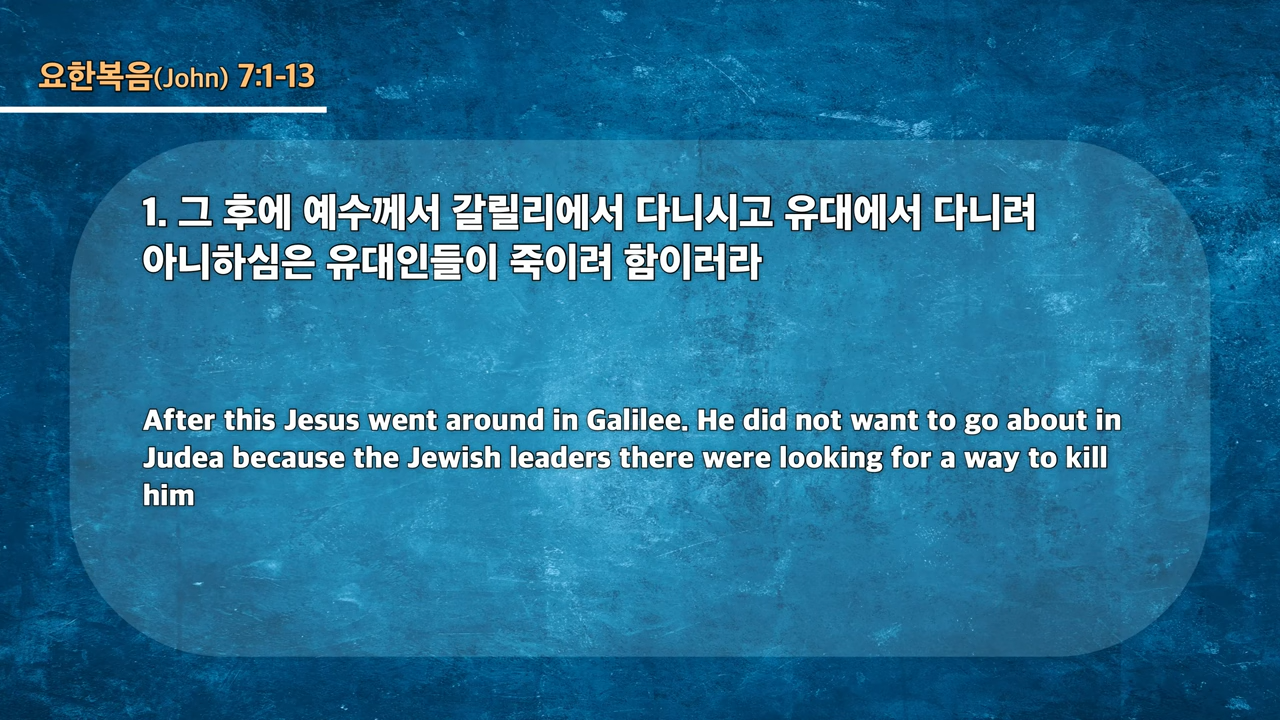 요한복음(John) 7:1-13
1. 그 후에 예수께서 갈릴리에서 다니시고 유대에서 다니려
아니하심은 유대인들이 죽이려 함이러라
After this Jesus went around in Galilee. He did not want to go about in
Judea because the Jewish leaders there were looking for a way to kill
him